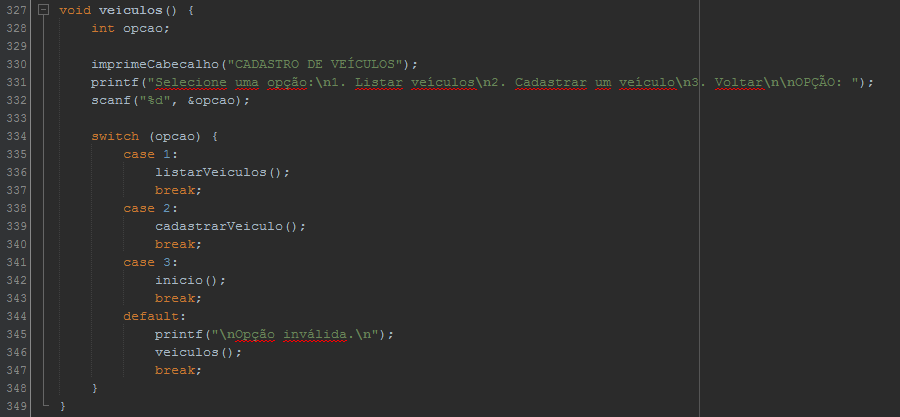 327 void veiculos() {
328     int opcao;
329
330     imprimeCabecalho("CADASTRO DE VEÍCULOS");
331     printf("Selecione uma opção:\n1. Listar veículos\n2. Cadastrar um veículo\n3. Voltar\n\nOPÇÃO: ");
332     scanf("%d", &opcao);
333
334     switch (opcao) {
335         case 1:
336             listarVeiculos();
337             break;
338         case 2:
339             cadastrarVeiculo();
340             break;
341         case 3:
342             inicio();
343             break;
344         default:
345             printf("\nOpção inválida.\n");
346             veiculos();
347             break;
348     }
349 }